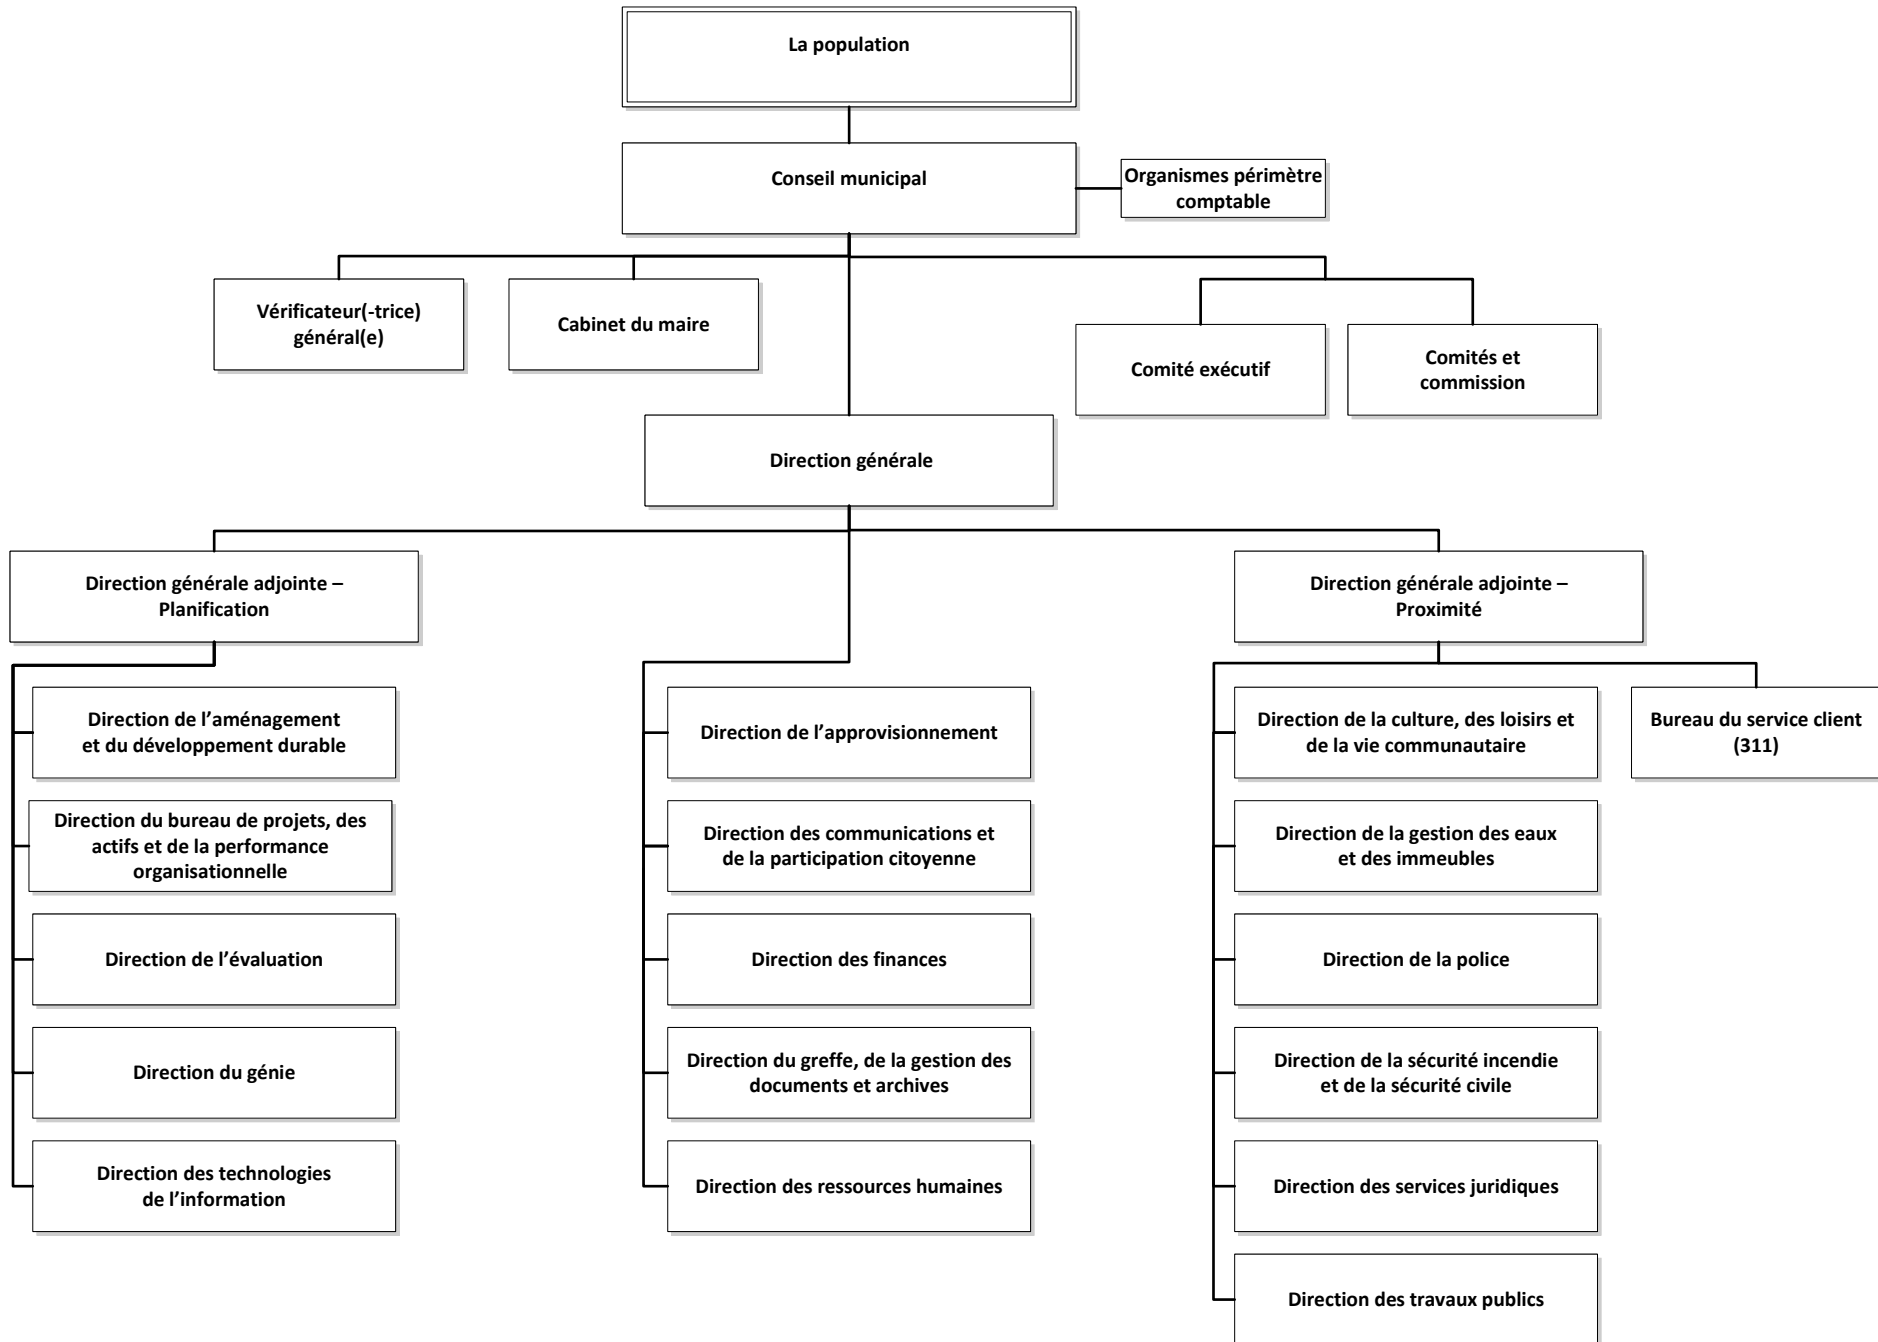 La population
Conseil municipal
Organismes périmètre
comptable
Vérificateur(-trice)
général(e)
Cabinet du maire
Comité exécutif
Comités et
commission
Direction générale
Direction générale adjointe –
Planification
Direction générale adjointe –
Proximité
Direction de l’aménagement
et du développement durable
Direction du bureau de projets, des
actifs et de la performance
organisationnelle
Direction de l’évaluation
Direction du génie
Direction des technologies
de l’information
Direction de l’approvisionnement
Direction des communications et
de la participation citoyenne
Direction des finances
Direction du greffe, de la gestion des
documents et archives
Direction des ressources humaines
Direction de la culture, des loisirs et
de la vie communautaire
Direction de la gestion des eaux
et des immeubles
Direction de la police
Direction de la sécurité incendie
et de la sécurité civile
Direction des services juridiques
Direction des travaux publics
Bureau du service client
(311)